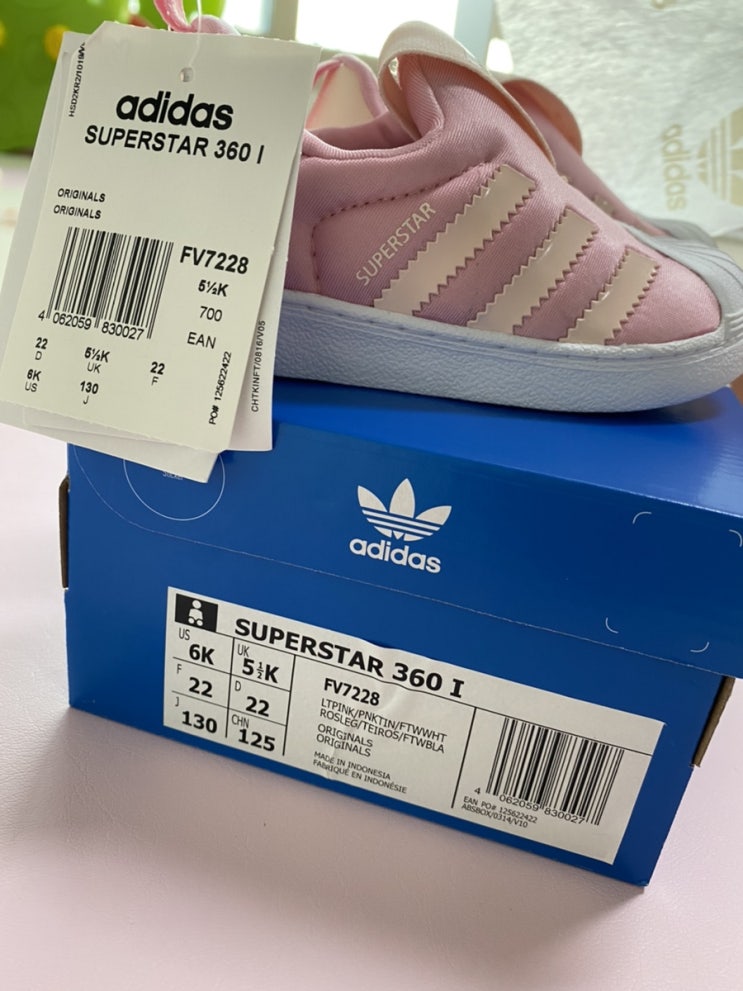 HSD2KR2/1019/V
adidas
SUPERSTAR 360 I
ORIGINALS
ORIGINALS
FV7228
5½K
700
EAN
4 062059 830027
22
D
5½K
UK
22
F
6K
US
130
J
PO# 125622422
CHTKINFT/0816/V05
SUPERSTAR
adidas
adidas
SUPERSTAR 360 I
US
6K
UK
5½K
F
22
D
22
J
130
CHN
125
FV7228
LTPINK/PNKTIN/FTWWHT
ROSLEG/TEIROS/FTWBLA
ORIGINALS
ORIGINALS
MADE IN INDONESIA
FABRIQUÉ EN INDONÉSIE
4 062059 830027
EAN PO# 125622422
ABSBOX/0314/V10